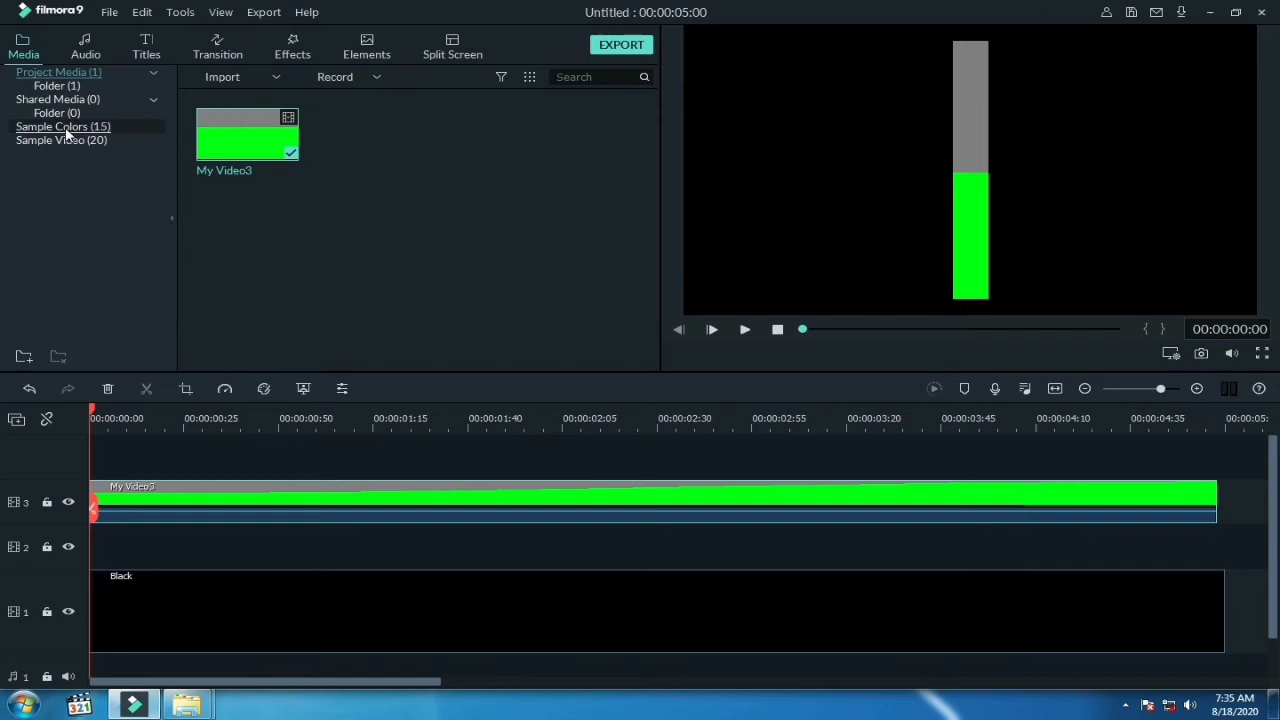 filmora9 File Edit Tools View Export Help Untitled : 00:00:05:00
Media Audio Titles Transition Effects Elements Split Screen EXPORT
Project Media (1) Import Record Search
Folder (1)
Shared Media (0)
Folder (0)
Sample Colors (15)
Sample Video (20)
My Video3
00:00:00:00
00:00:00:00 00:00:00:25 00:00:00:50 00:00:01:15 00:00:01:40 00:00:02:05 00:00:02:30 00:00:02:55 00:00:03:20 00:00:03:45 00:00:04:10 00:00:04:35 00:00:05:
My Video3
3
2
Black
1
1
321
7:35 AM
8/18/2020